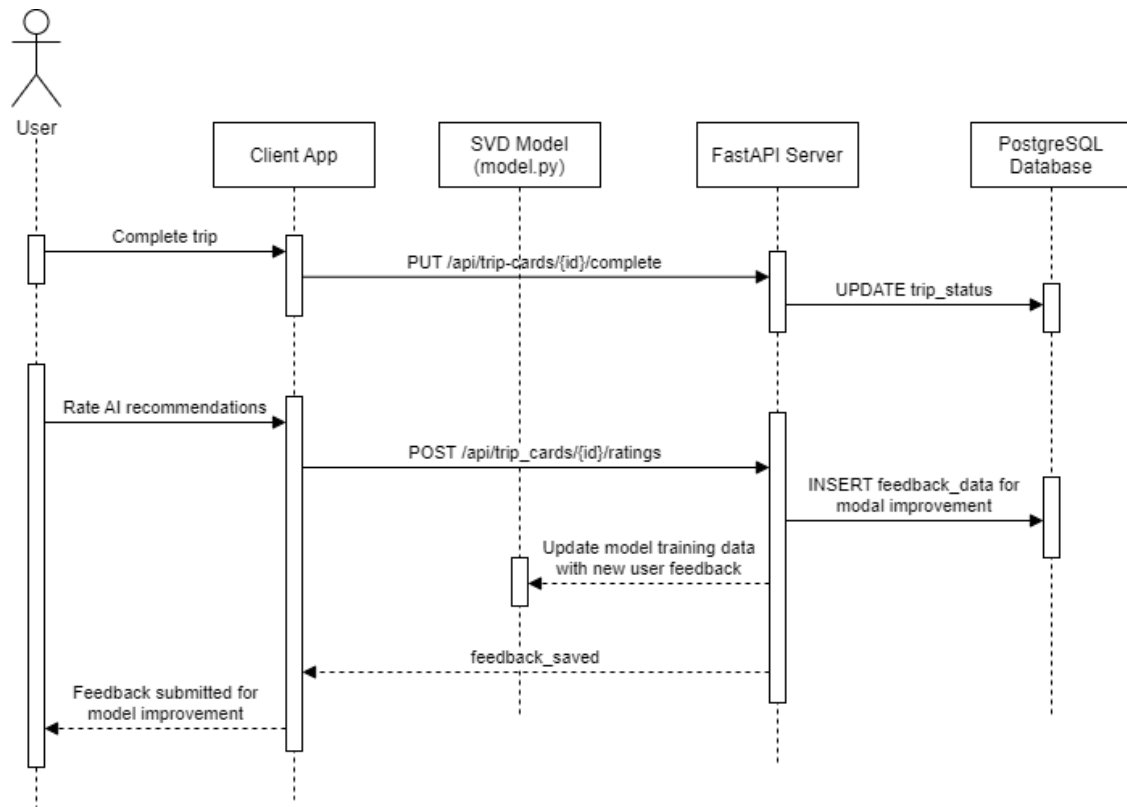 User
Client App
SVD Model
(model.py)
FastAPI Server
PostgreSQL
Database
Complete trip
PUT /api/trip-cards/{id}/complete
UPDATE trip_status
Rate AI recommendations
POST /api/trip_cards/{id}/ratings
INSERT feedback_data for
modal improvement
Update model training data
with new user feedback
feedback_saved
Feedback submitted for
model improvement